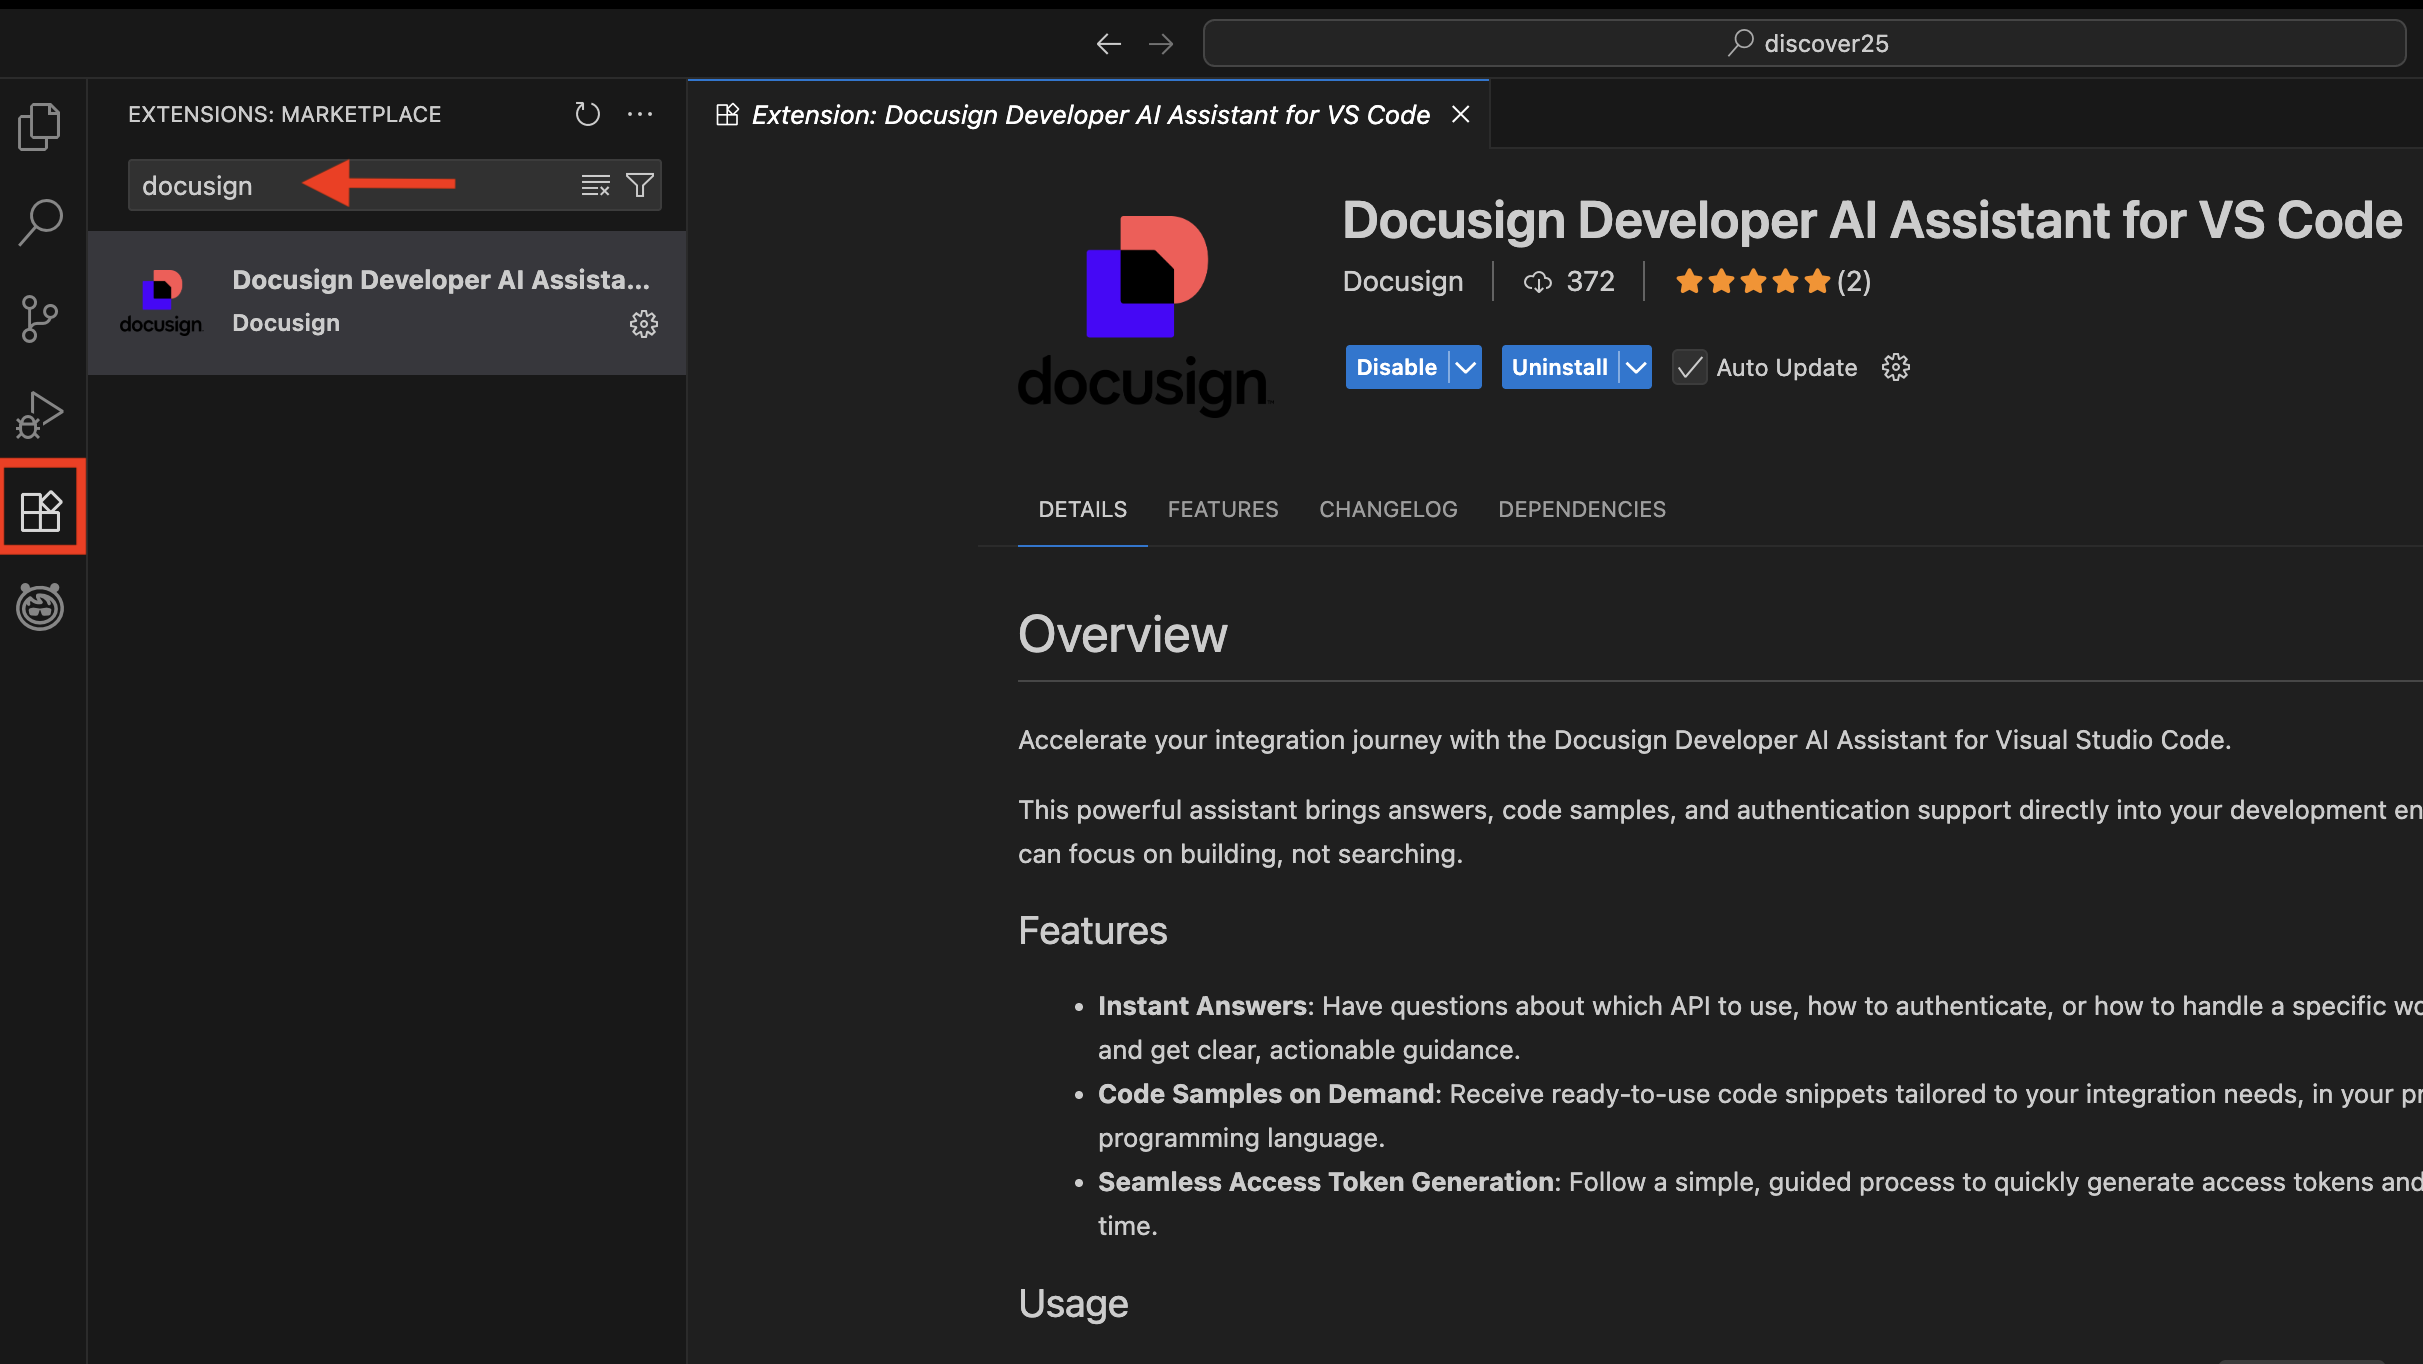 discover25
EXTENSIONS: MARKETPLACE
docusign
Docusign Developer AI Assista...
Docusign
docusign
Extension: Docusign Developer AI Assistant for VS Code
docusign
Docusign Developer AI Assistant for VS Code
Docusign 372 (2)
Disable Uninstall Auto Update
DETAILS FEATURES CHANGELOG DEPENDENCIES
Overview
Accelerate your integration journey with the Docusign Developer AI Assistant for Visual Studio Code.
This powerful assistant brings answers, code samples, and authentication support directly into your development en
can focus on building, not searching.
Features
• Instant Answers: Have questions about which API to use, how to authenticate, or how to handle a specific wo
and get clear, actionable guidance.
• Code Samples on Demand: Receive ready-to-use code snippets tailored to your integration needs, in your pr
programming language.
• Seamless Access Token Generation: Follow a simple, guided process to quickly generate access tokens and
time.
Usage